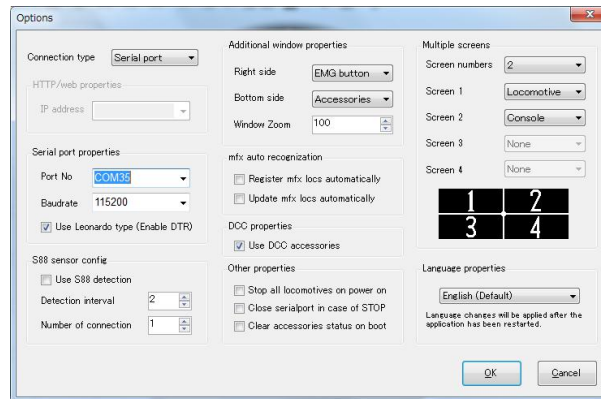 Options
Connection type
Serial port
HTTP/web properties
IP address
Serial port properties
Port No
COM35
Baudrate
115200
Use Leonardo type (Enable DTR)
S88 sensor config
Use S88 detection
Detection interval
2
Number of connection
1
Additional window properties
Right side
EMG button
Bottom side
Accessories
Window Zoom
100
mfx auto recognization
Register mfx locs automatically
Update mfx locs automatically
DCC properties
Use DCC accessories
Other properties
Stop all locomotives on power on
Close serialport in case of STOP
Clear accessories status on boot
Multiple screens
Screen numbers
2
Screen 1
Locomotive
Screen 2
Console
Screen 3
None
Screen 4
None
1 2
3 4
Language properties
English (Default)
Language changes will be applied after the
application has been restarted.
OK
Cancel